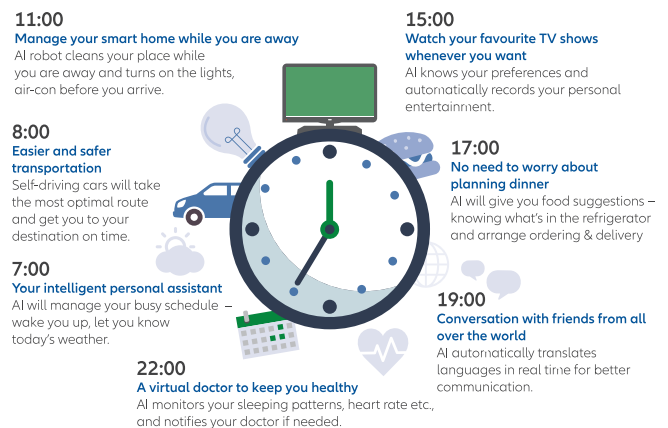 11:00
Manage your smart home while you are away
AI robot cleans your place while
you are away and turns on the lights,
air-con before you arrive.
15:00
Watch your favourite TV shows
whenever you want
AI knows your preferences and
automatically records your personal
entertainment.
8:00
Easier and safer
transportation
Self-driving cars will take
the most optimal route
and get you to your
destination on time.
17:00
No need to worry about
planning dinner
AI will give you food suggestions –
knowing what's in the refrigerator
and arrange ordering & delivery
7:00
Your intelligent personal assistant
AI will manage your busy schedule –
wake you up, let you know
today's weather.
19:00
Conversation with friends from all
over the world
AI automatically translates
languages in real time for better
communication.
22:00
A virtual doctor to keep you healthy
AI monitors your sleeping patterns, heart rate etc.,
and notifies your doctor if needed.